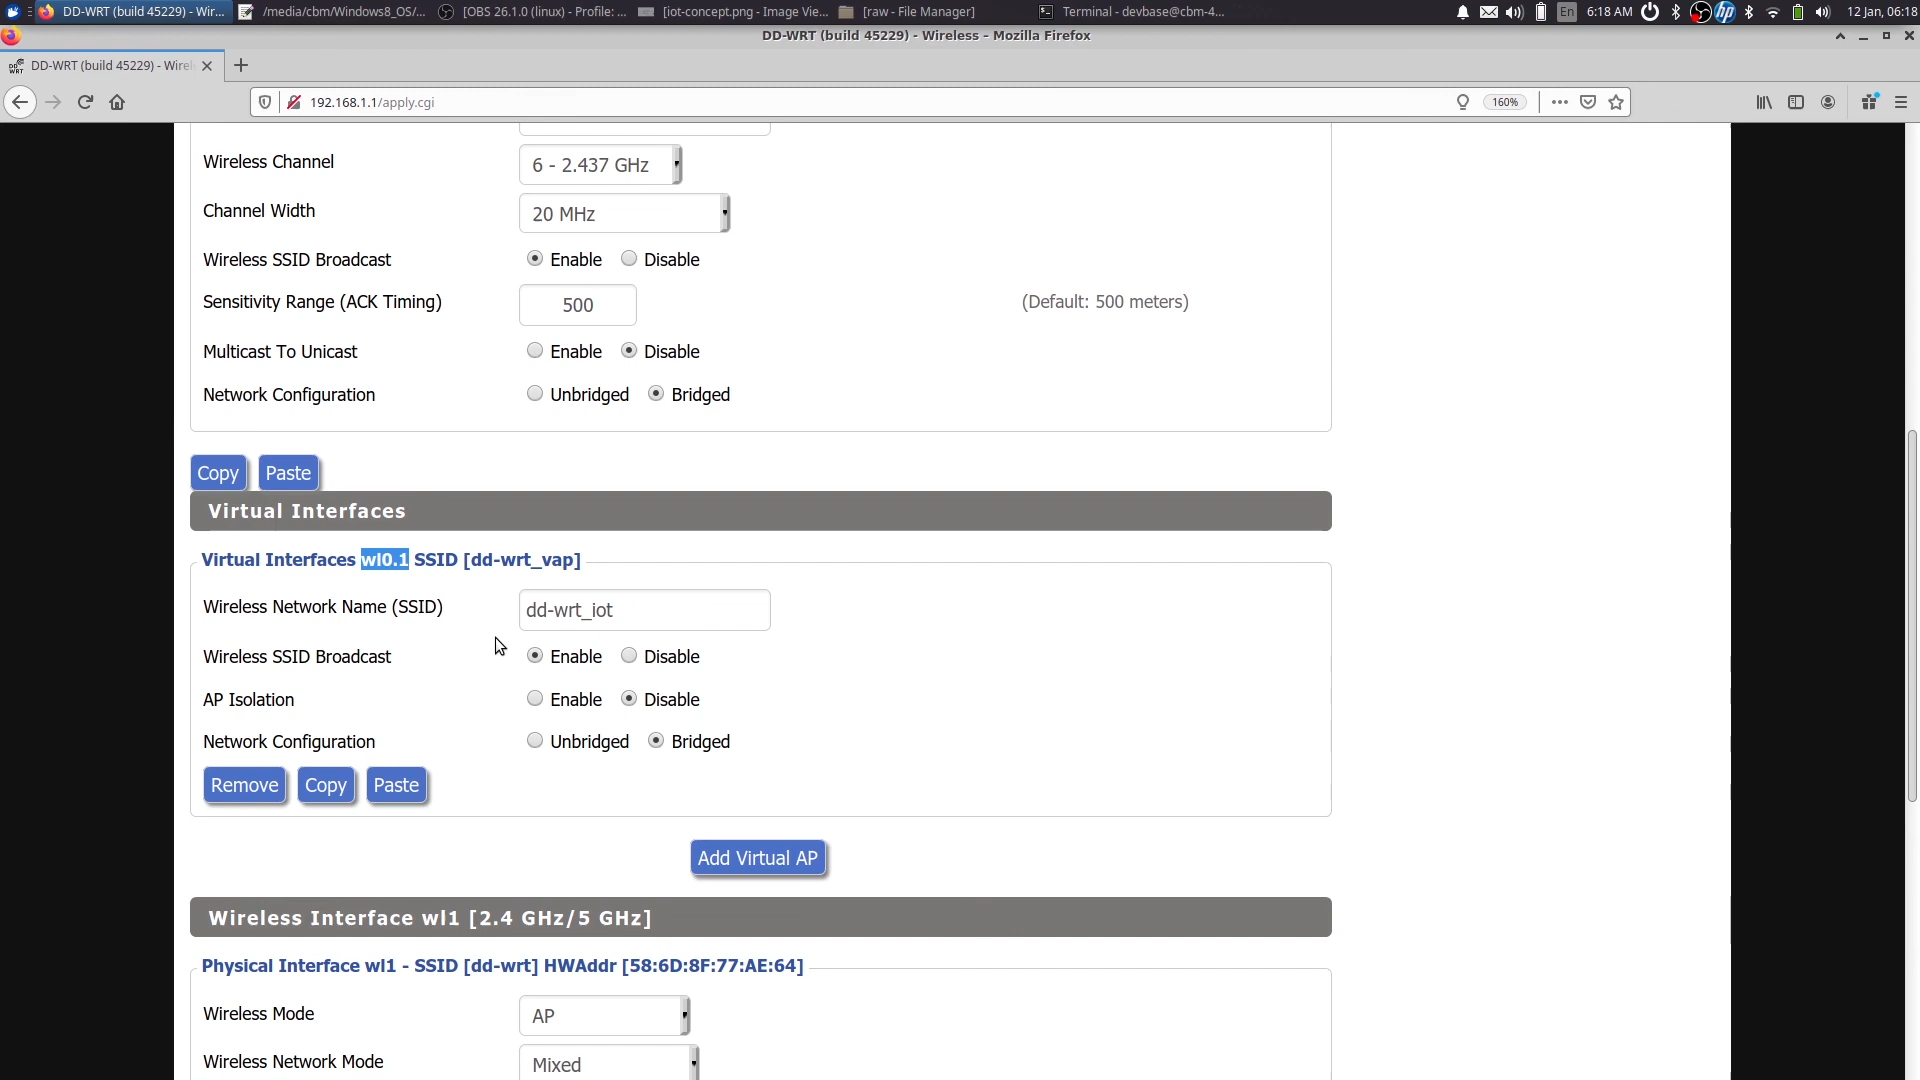 DD-WRT (build 45229) - Wir...
/media/cbm/Windows8_OS/...
[OBS 26.1.0 (linux) - Profile: ...
[iot-concept.png - Image Vie...
[raw - File Manager]
Terminal - devbase@cbm-4...
En
6:18 AM
12 Jan, 06:18
DD-WRT (build 45229) - Wireless - Mozilla Firefox
DD-WRT (build 45229) - Wirel
192.168.1.1/apply.cgi
160%
Wireless Channel
6 - 2.437 GHz
Channel Width
20 MHz
Wireless SSID Broadcast
Enable Disable
Sensitivity Range (ACK Timing)
500
(Default: 500 meters)
Multicast To Unicast
Enable Disable
Network Configuration
Unbridged Bridged
Copy Paste
Virtual Interfaces
Virtual Interfaces wl0.1 SSID [dd-wrt_vap]
Wireless Network Name (SSID)
dd-wrt_iot
Wireless SSID Broadcast
Enable Disable
AP Isolation
Enable Disable
Network Configuration
Unbridged Bridged
Remove Copy Paste
Add Virtual AP
Wireless Interface wl1 [2.4 GHz/5 GHz]
Physical Interface wl1 - SSID [dd-wrt] HWAddr [58:6D:8F:77:AE:64]
Wireless Mode
AP
Wireless Network Mode
Mixed